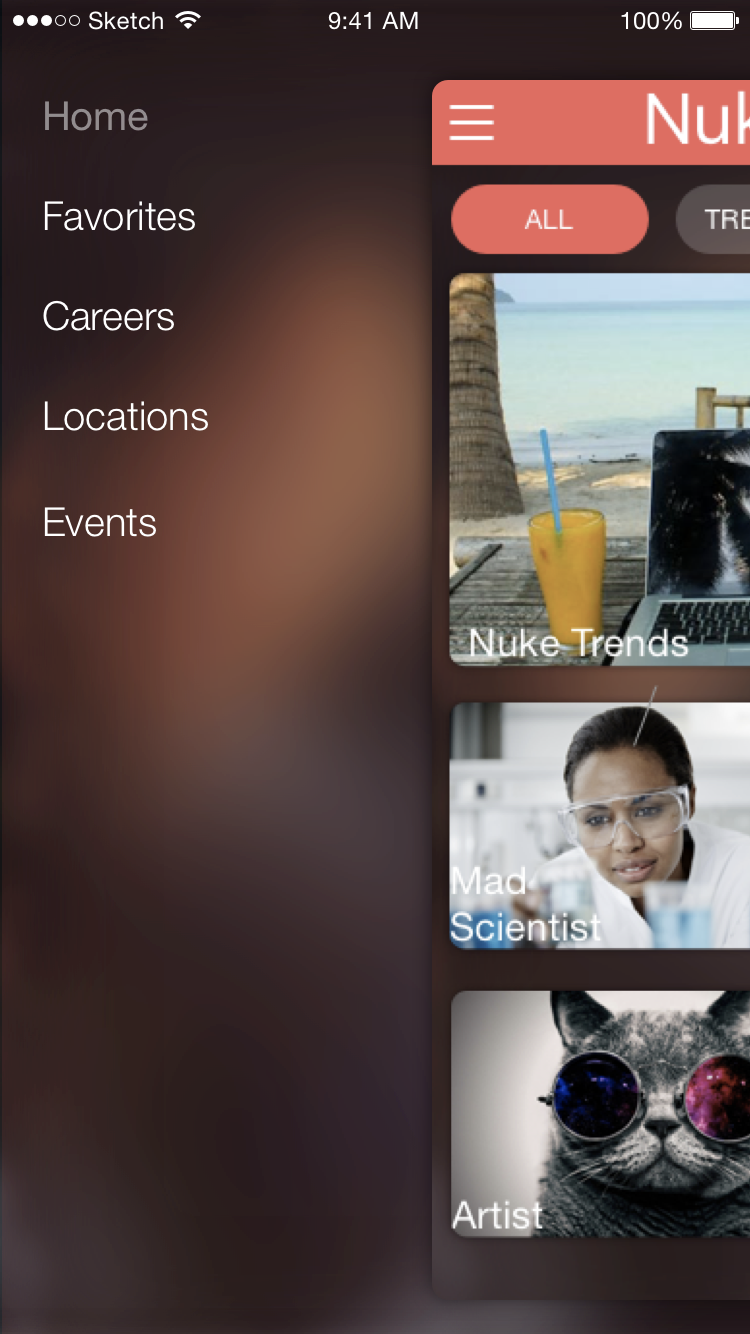 Sketch 9:41 AM 100%
Home
Favorites
Careers
Locations
Events
Nuk
ALL
TRE
Nuke Trends
Mad
Scientist
Artist